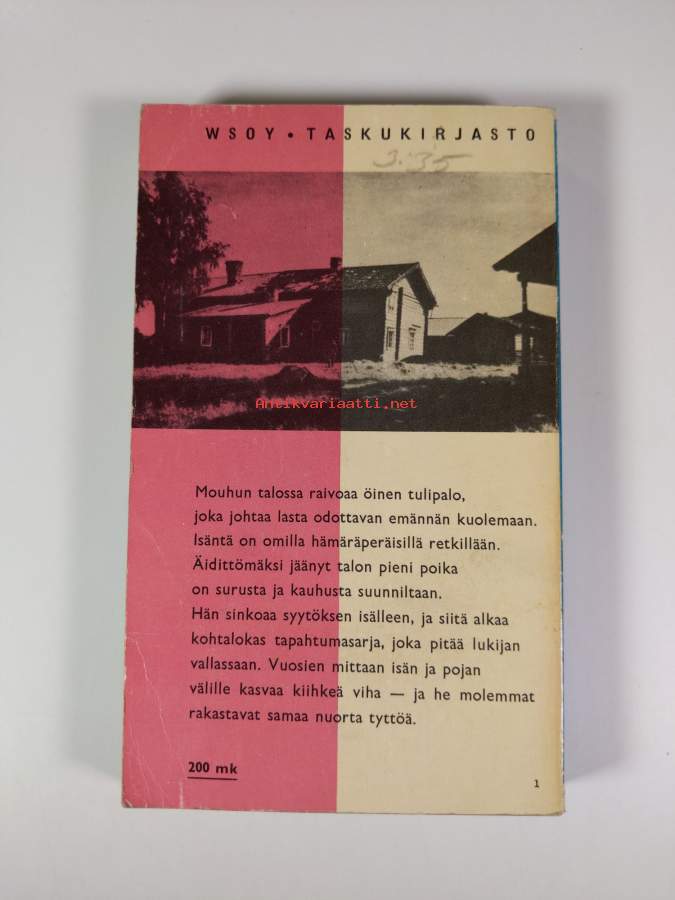 WSOY • TASKUKIRJASTO
3:35
Antikvariaatti.net
Mouhun talossa raivoaa öinen tulipalo,
joka johtaa lasta odottavan emännän kuolemaan.
Isäntä on omilla hämäräperäisillä retkillään.
Äidittömäksi jäänyt talon pieni poika
on surusta ja kauhusta suunniltaan.
Hän sinkoaa syytöksen isälleen, ja siitä alkaa
kohtalokas tapahtumasarja, joka pitää lukijan
vallassaan. Vuosien mittaan isän ja pojan
välille kasvaa kiihkeä viha — ja he molemmat
rakastavat samaa nuorta tyttöä.
200 mk
1